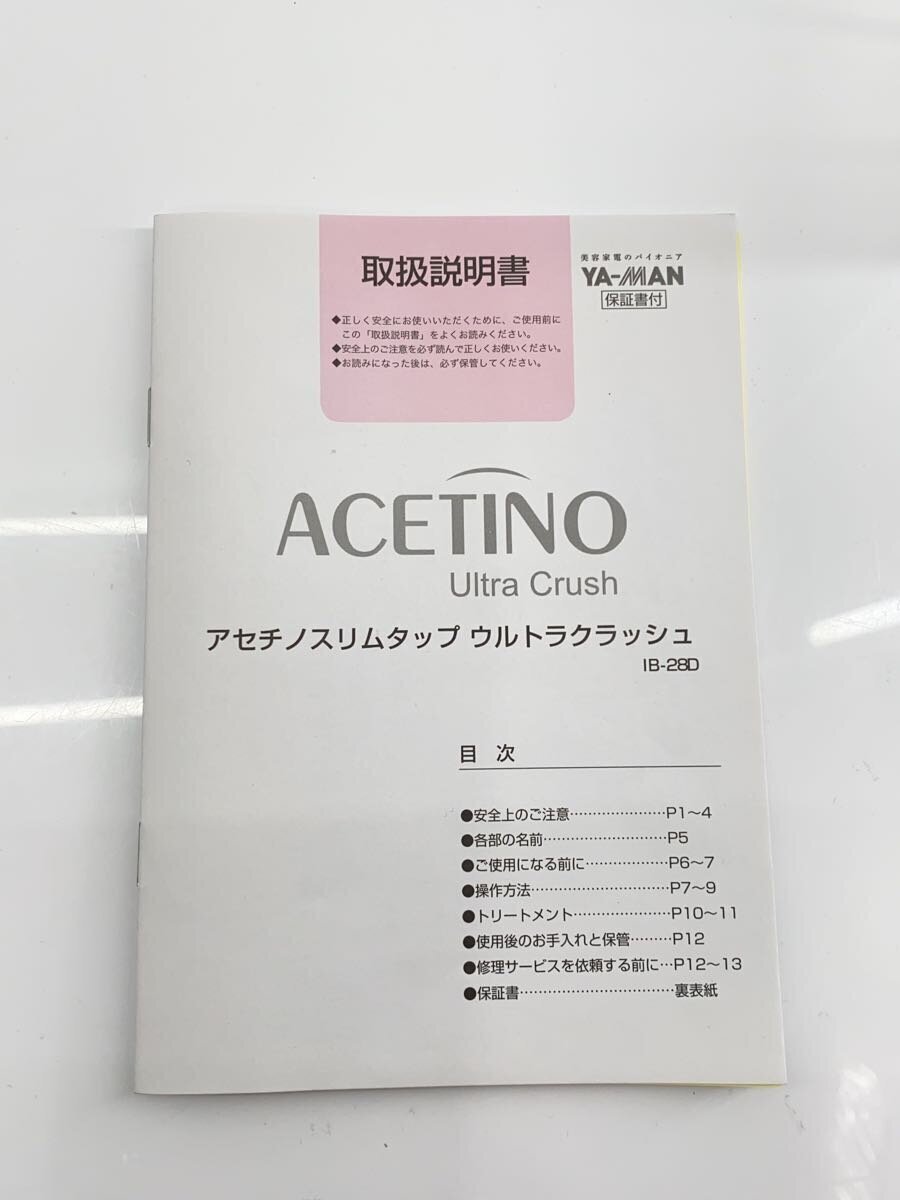 取扱説明書
◆正しく安全にお使いいただくために、ご使用前に
この「取扱説明書」をよくお読みください。
◆安全上のご注意を必ず読んで正しくお使いください。
◆お読みになった後は、必ず保管してください。
美容家電のパイオニア
YA-MAN
保証書付
ACETINO
Ultra Crush
アセチノスリムタップ ウルトラクラッシュ
IB-28D
目 次
●安全上のご注意…………………P1〜4
●各部の名前………………………P5
●ご使用になる前に………………P6〜7
●操作方法…………………………P7〜9
●トリートメント…………………P10〜11
●使用後のお手入れと保管………P12
●修理サービスを依頼する前に…P12〜13
●保証書……………………………裏表紙